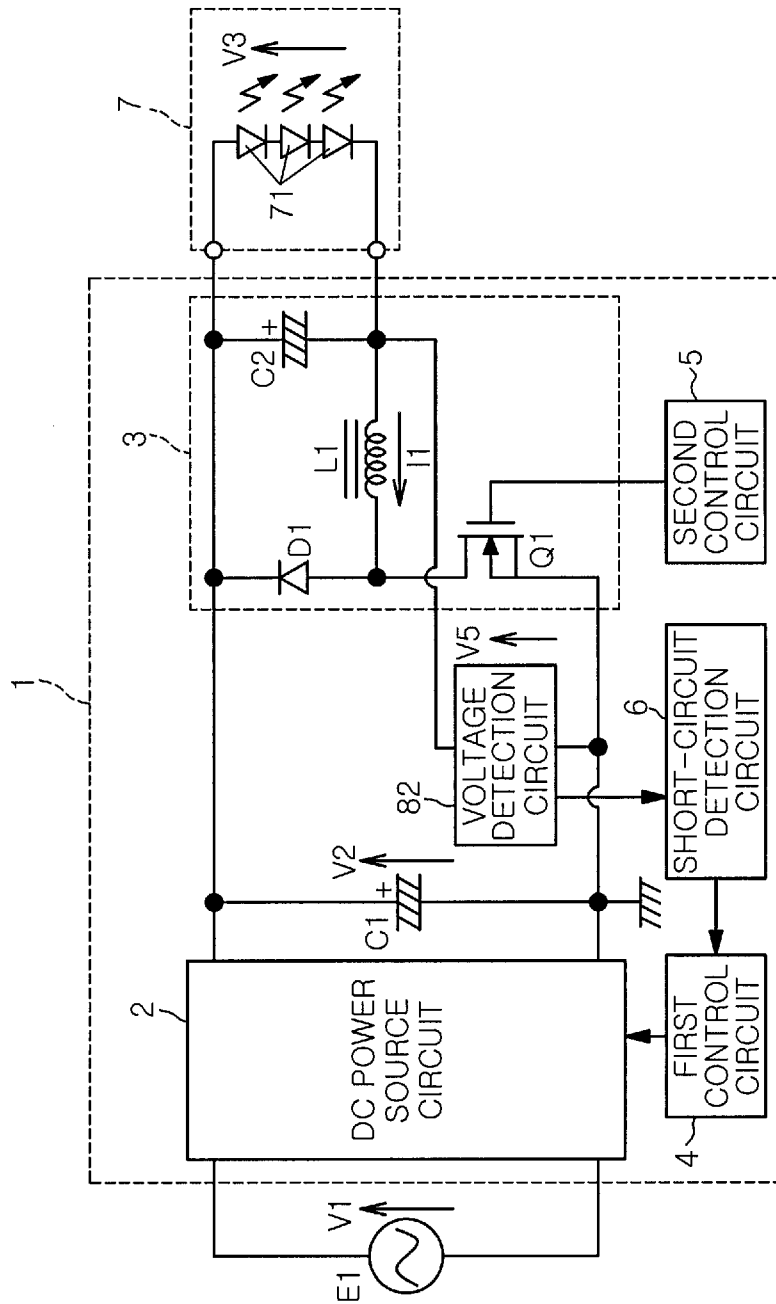 1
7
3
V3
71
C2
+
2
V2
L1
I1
D1
DC POWER
SOURCE
CIRCUIT
V1
E1
C1
+
82
VOLTAGE
DETECTION
CIRCUIT
V5
Q1
4
FIRST
CONTROL
CIRCUIT
6
SHORT-CIRCUIT
DETECTION
CIRCUIT
5
SECOND
CONTROL
CIRCUIT